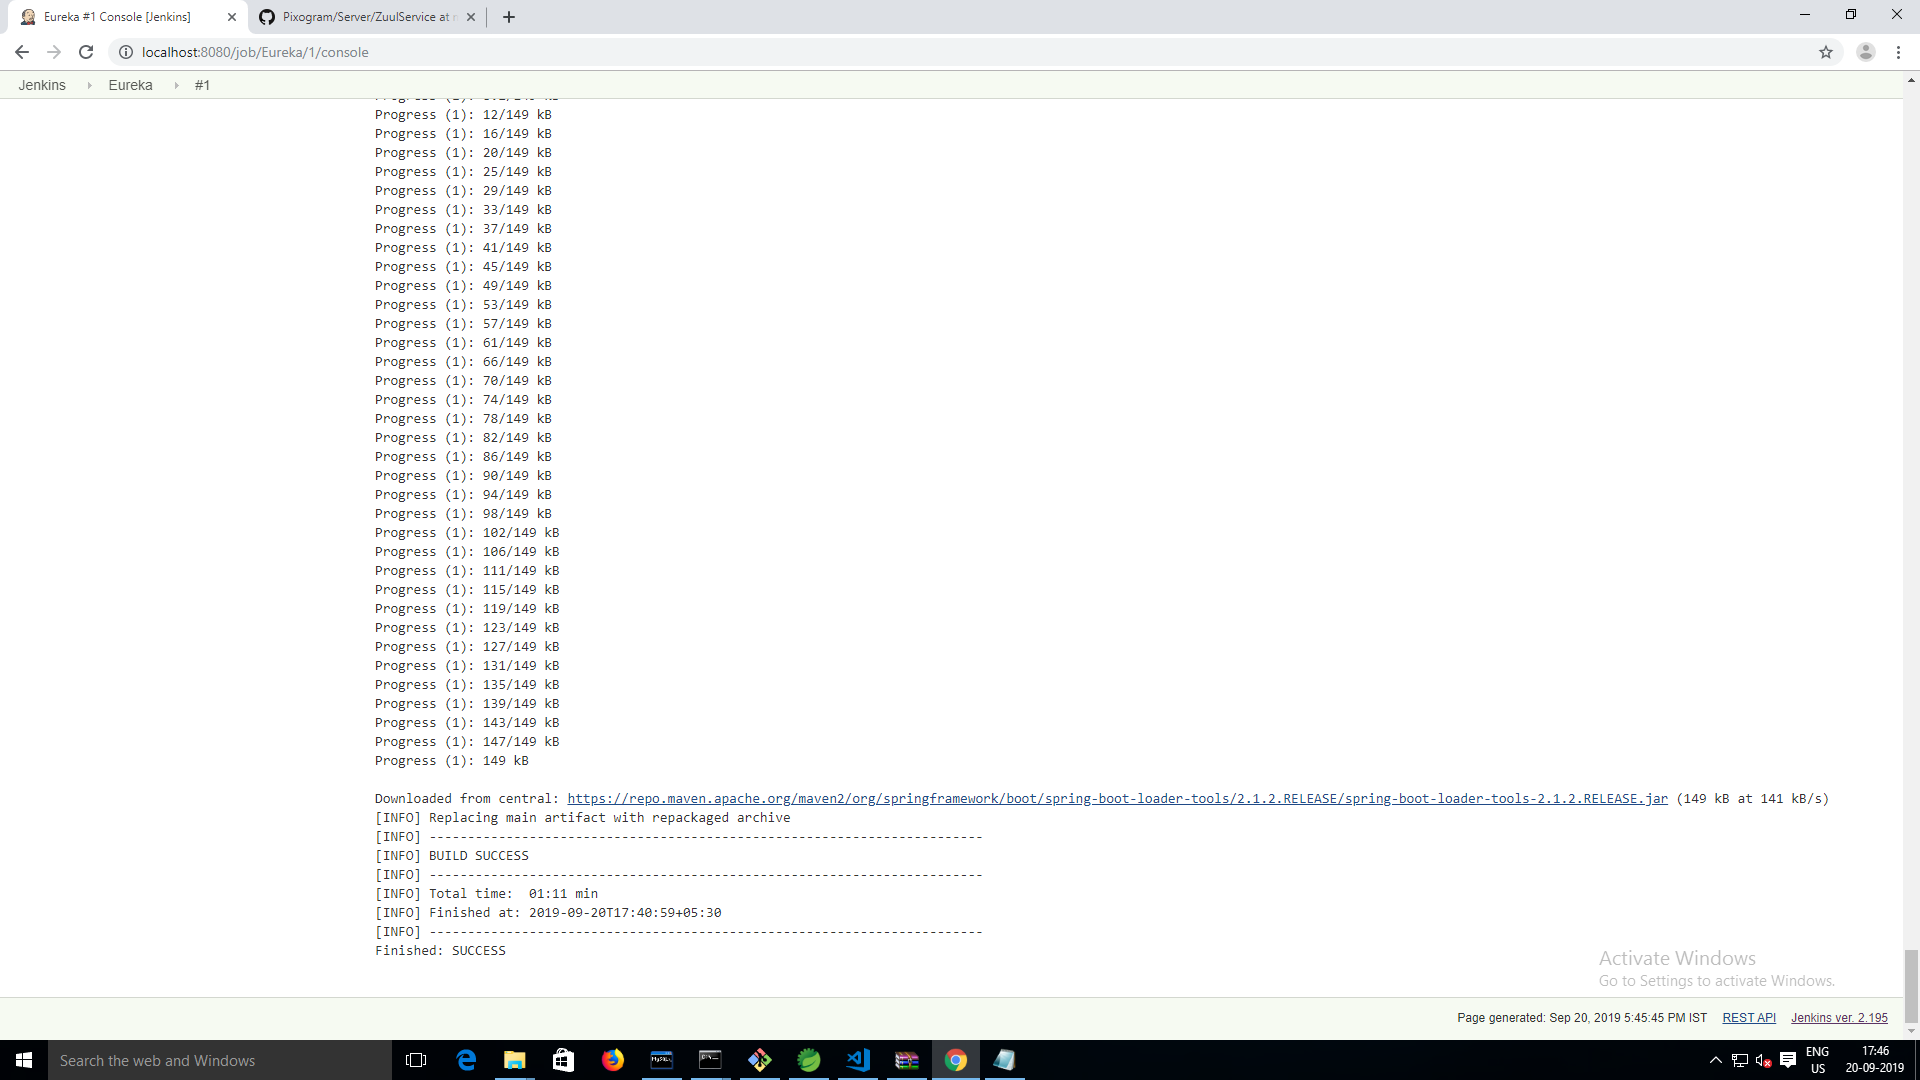 Eureka #1 Console [Jenkins]
Pixogram/Server/ZuulService at
localhost:8080/job/Eureka/1/console
Jenkins Eureka #1
Progress (1): 12/149 kB
Progress (1): 16/149 kB
Progress (1): 20/149 kB
Progress (1): 25/149 kB
Progress (1): 29/149 kB
Progress (1): 33/149 kB
Progress (1): 37/149 kB
Progress (1): 41/149 kB
Progress (1): 45/149 kB
Progress (1): 49/149 kB
Progress (1): 53/149 kB
Progress (1): 57/149 kB
Progress (1): 61/149 kB
Progress (1): 66/149 kB
Progress (1): 70/149 kB
Progress (1): 74/149 kB
Progress (1): 78/149 kB
Progress (1): 82/149 kB
Progress (1): 86/149 kB
Progress (1): 90/149 kB
Progress (1): 94/149 kB
Progress (1): 98/149 kB
Progress (1): 102/149 kB
Progress (1): 106/149 kB
Progress (1): 111/149 kB
Progress (1): 115/149 kB
Progress (1): 119/149 kB
Progress (1): 123/149 kB
Progress (1): 127/149 kB
Progress (1): 131/149 kB
Progress (1): 135/149 kB
Progress (1): 139/149 kB
Progress (1): 143/149 kB
Progress (1): 147/149 kB
Progress (1): 149 kB
Downloaded from central: https://repo.maven.apache.org/maven2/org/springframework/boot/spring-boot-loader-tools/2.1.2.RELEASE/spring-boot-loader-tools-2.1.2.RELEASE.jar (149 kB at 141 kB/s)
[INFO] Replacing main artifact with repackaged archive
[INFO] ------------------------------------------------------------------------
[INFO] BUILD SUCCESS
[INFO] ------------------------------------------------------------------------
[INFO] Total time:  01:11 min
[INFO] Finished at: 2019-09-20T17:40:59+05:30
[INFO] ------------------------------------------------------------------------
Finished: SUCCESS
Activate Windows
Go to Settings to activate Windows.
Page generated: Sep 20, 2019 5:45:45 PM IST REST API Jenkins ver. 2.195
Search the web and Windows
MySQL
ENG
US
17:46
20-09-2019